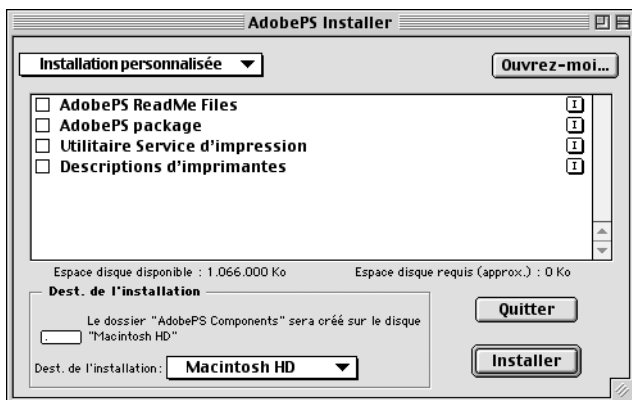 AdobePS Installer
Installation personnalisée
Ouvrez-moi...
AdobePS ReadMe Files
AdobePS package
Utilitaire Service d'impression
Descriptions d'imprimantes
Espace disque disponible : 1.066.000 Ko
Espace disque requis (approx.) : 0 Ko
Dest. de l'installation
Le dossier "AdobePS Components" sera créé sur le disque
"Macintosh HD"
Dest. de l'installation:
Macintosh HD
Quitter
Installer